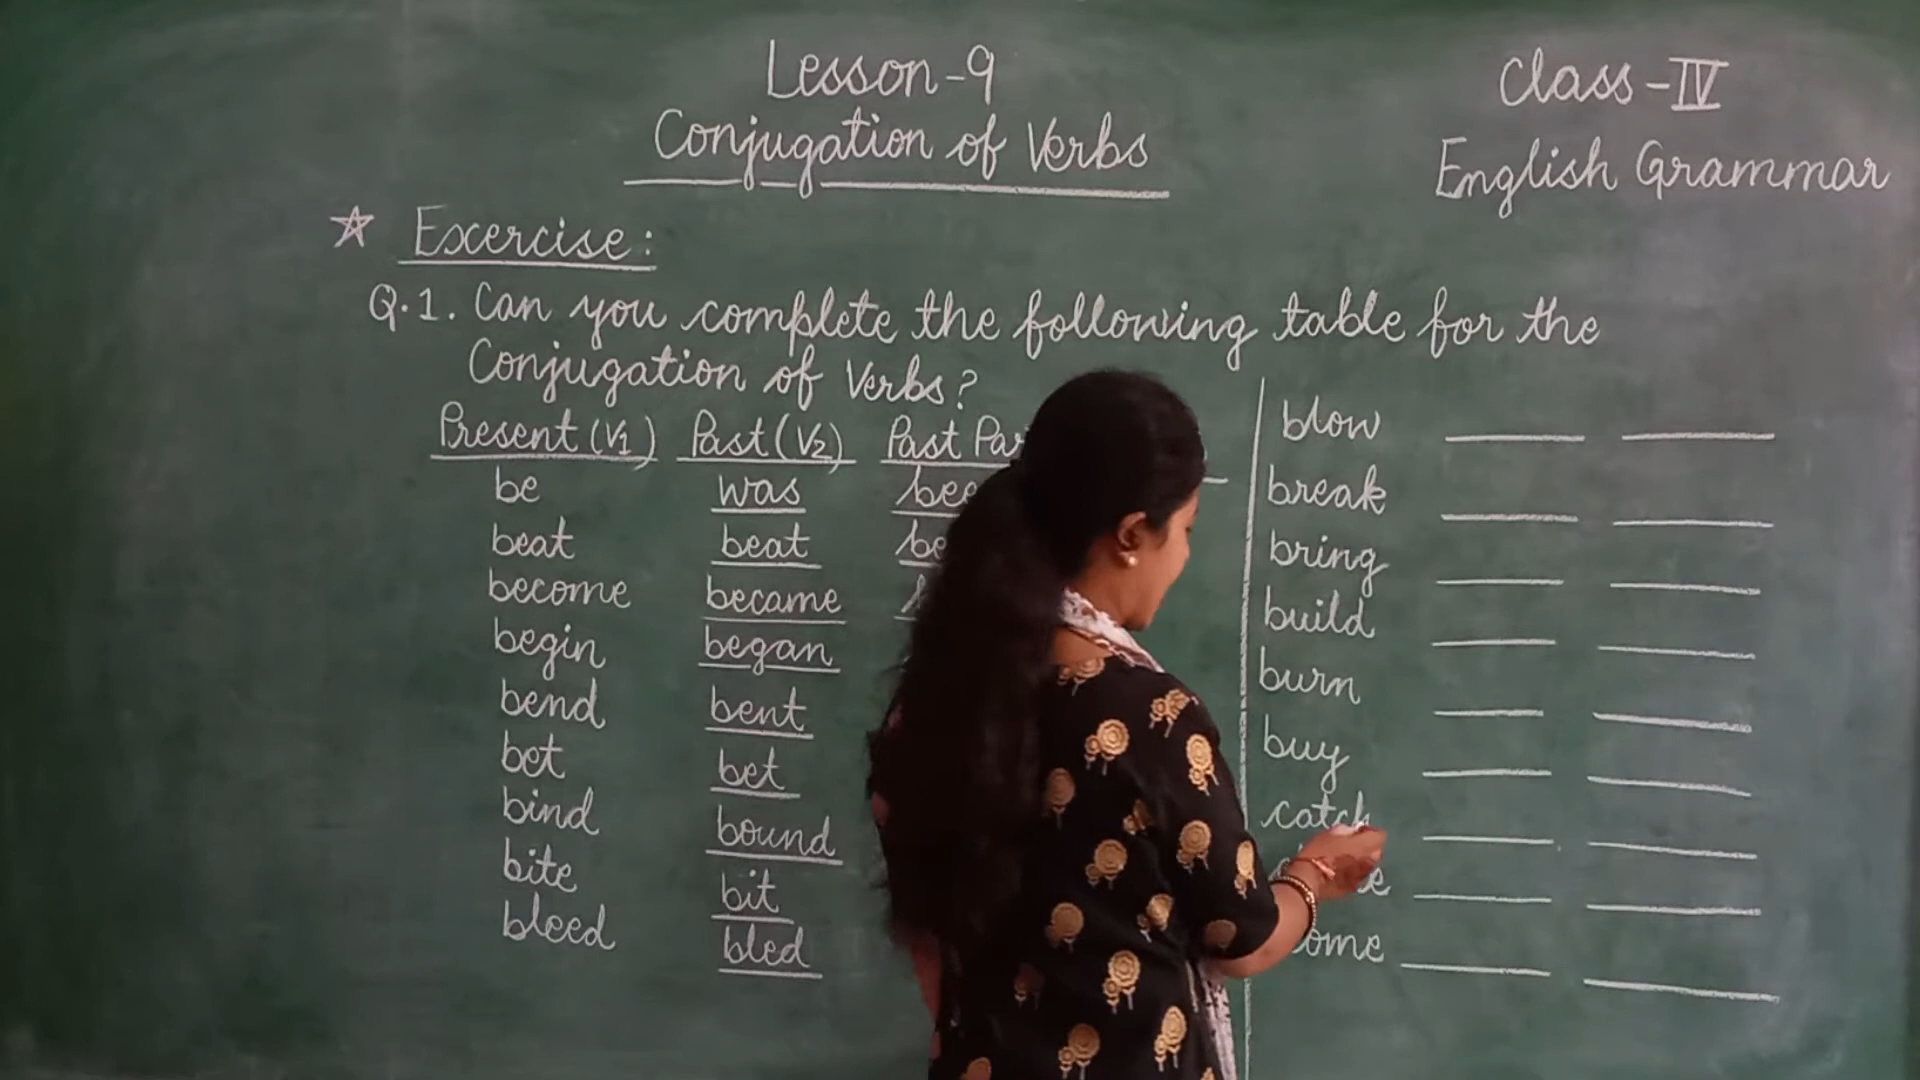 Lesson-9
Conjugation of Verbs
Class-IV
English Grammar
☆ Excercise:
Q.1. Can you complete the following table for the
Conjugation of Verbs?
Present (V1) Past (V2) Past
be was
beat beat
become became
begin began
bend bent
bet bet
bind bound
bite bit
bleed bled
blow
break
bring
build
burn
buy
catch